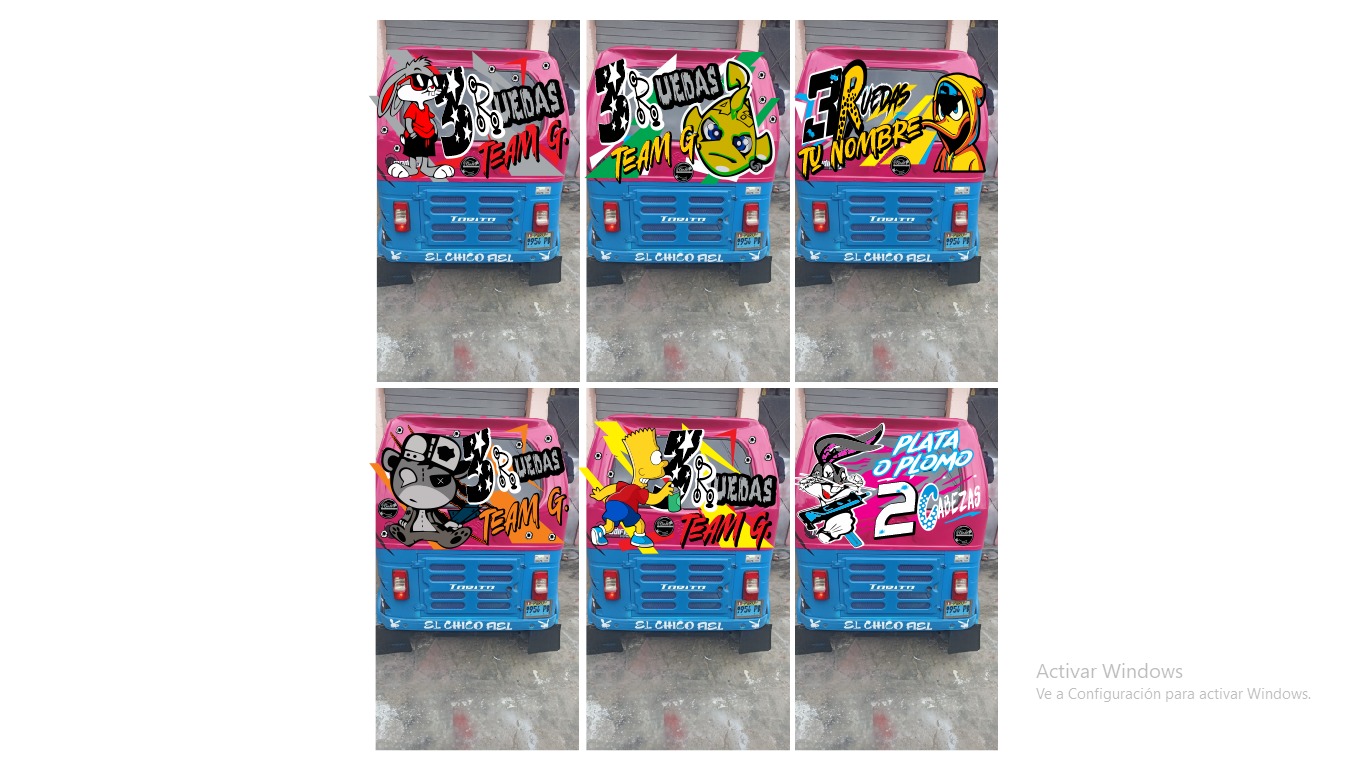 3 RUEDAS
TEAM G.
TORITO
EL CHICO FIEL
3 RUEDAS
TEAM G.
TORITO
EL CHICO FIEL
3 RUEDAS
TU NOMBRE
TORITO
EL CHICO FIEL
3 RUEDAS
TEAM G.
TORITO
EL CHICO FIEL
3 RUEDAS
TEAM G.
TORITO
EL CHICO FIEL
PLATA
O PLOMO
2 CABEZAS
TORITO
EL CHICO FIEL
Activar Windows
Ve a Configuración para activar Windows.